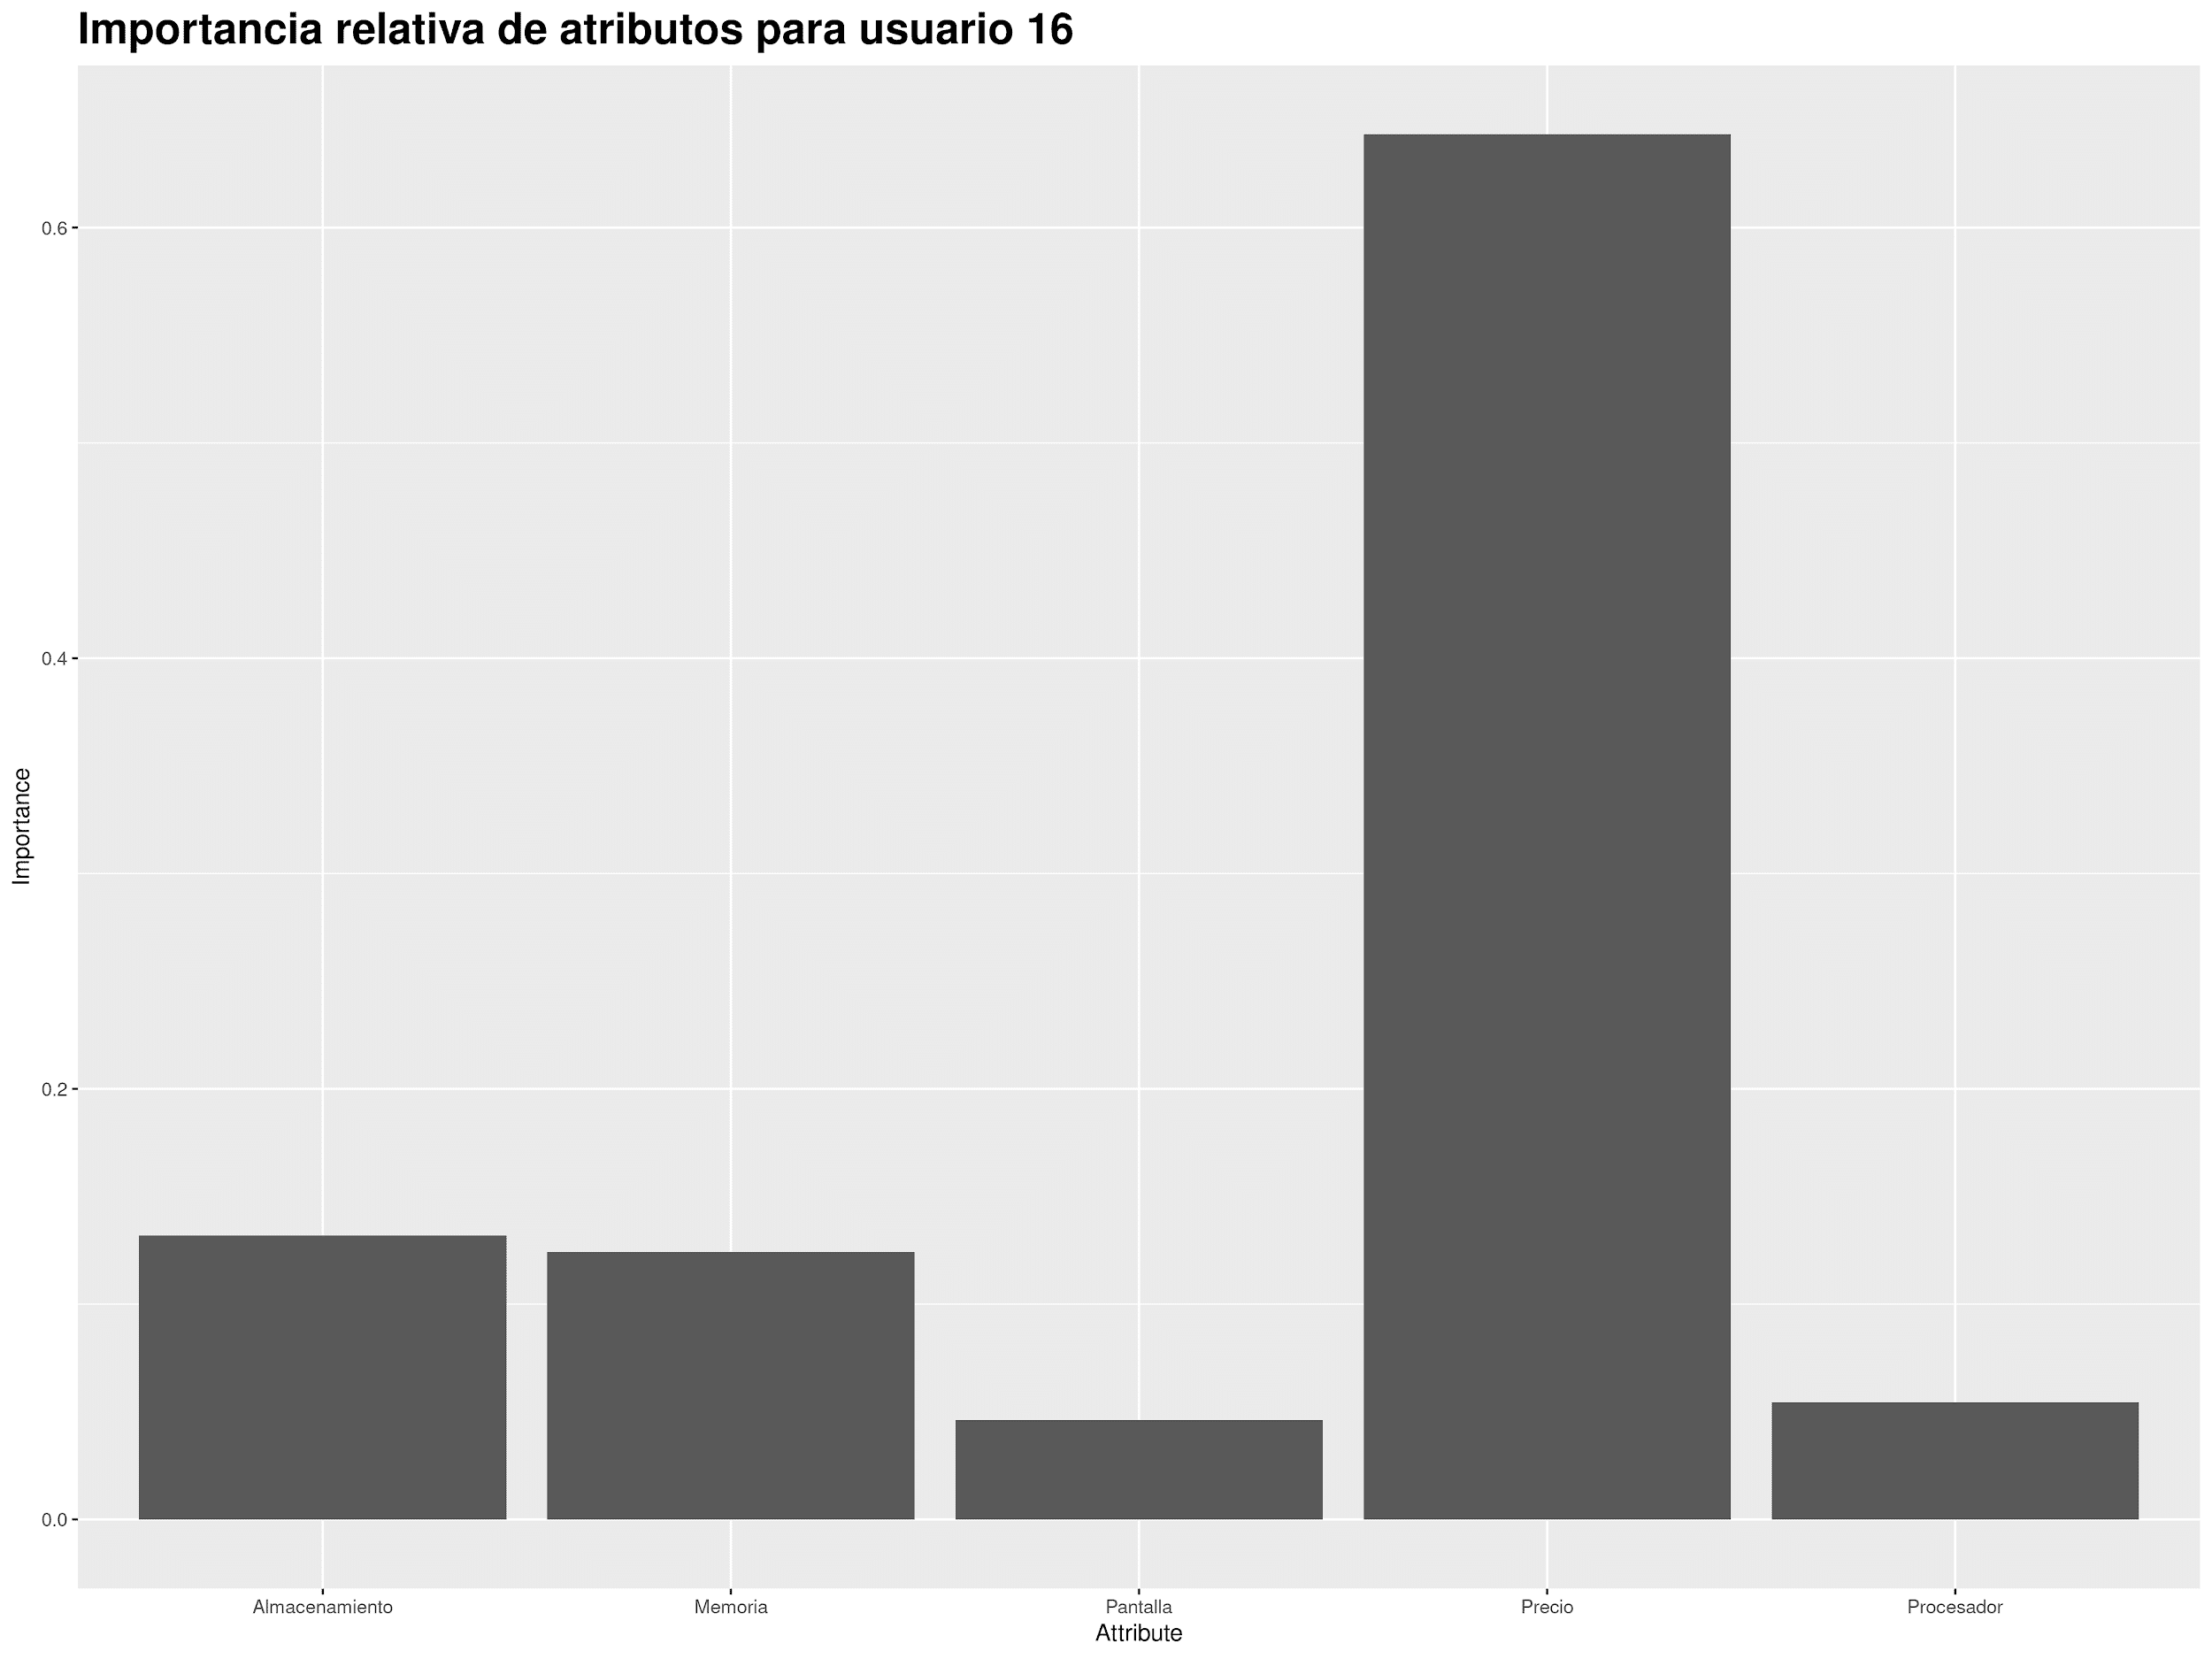 Importancia relativa de atributos para usuario 16
Importance
0.6
0.4
0.2
0.0
Almacenamiento Memoria Pantalla Precio Procesador
Attribute